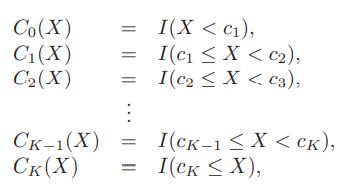 C₀(X) = I(X < c₁),
C₁(X) = I(c₁ ≤ X < c₂),
C₂(X) = I(c₂ ≤ X < c₃),
⋮
C_{K−1}(X) = I(c_{K−1} ≤ X < c_K),
C_K(X) = I(c_K ≤ X),